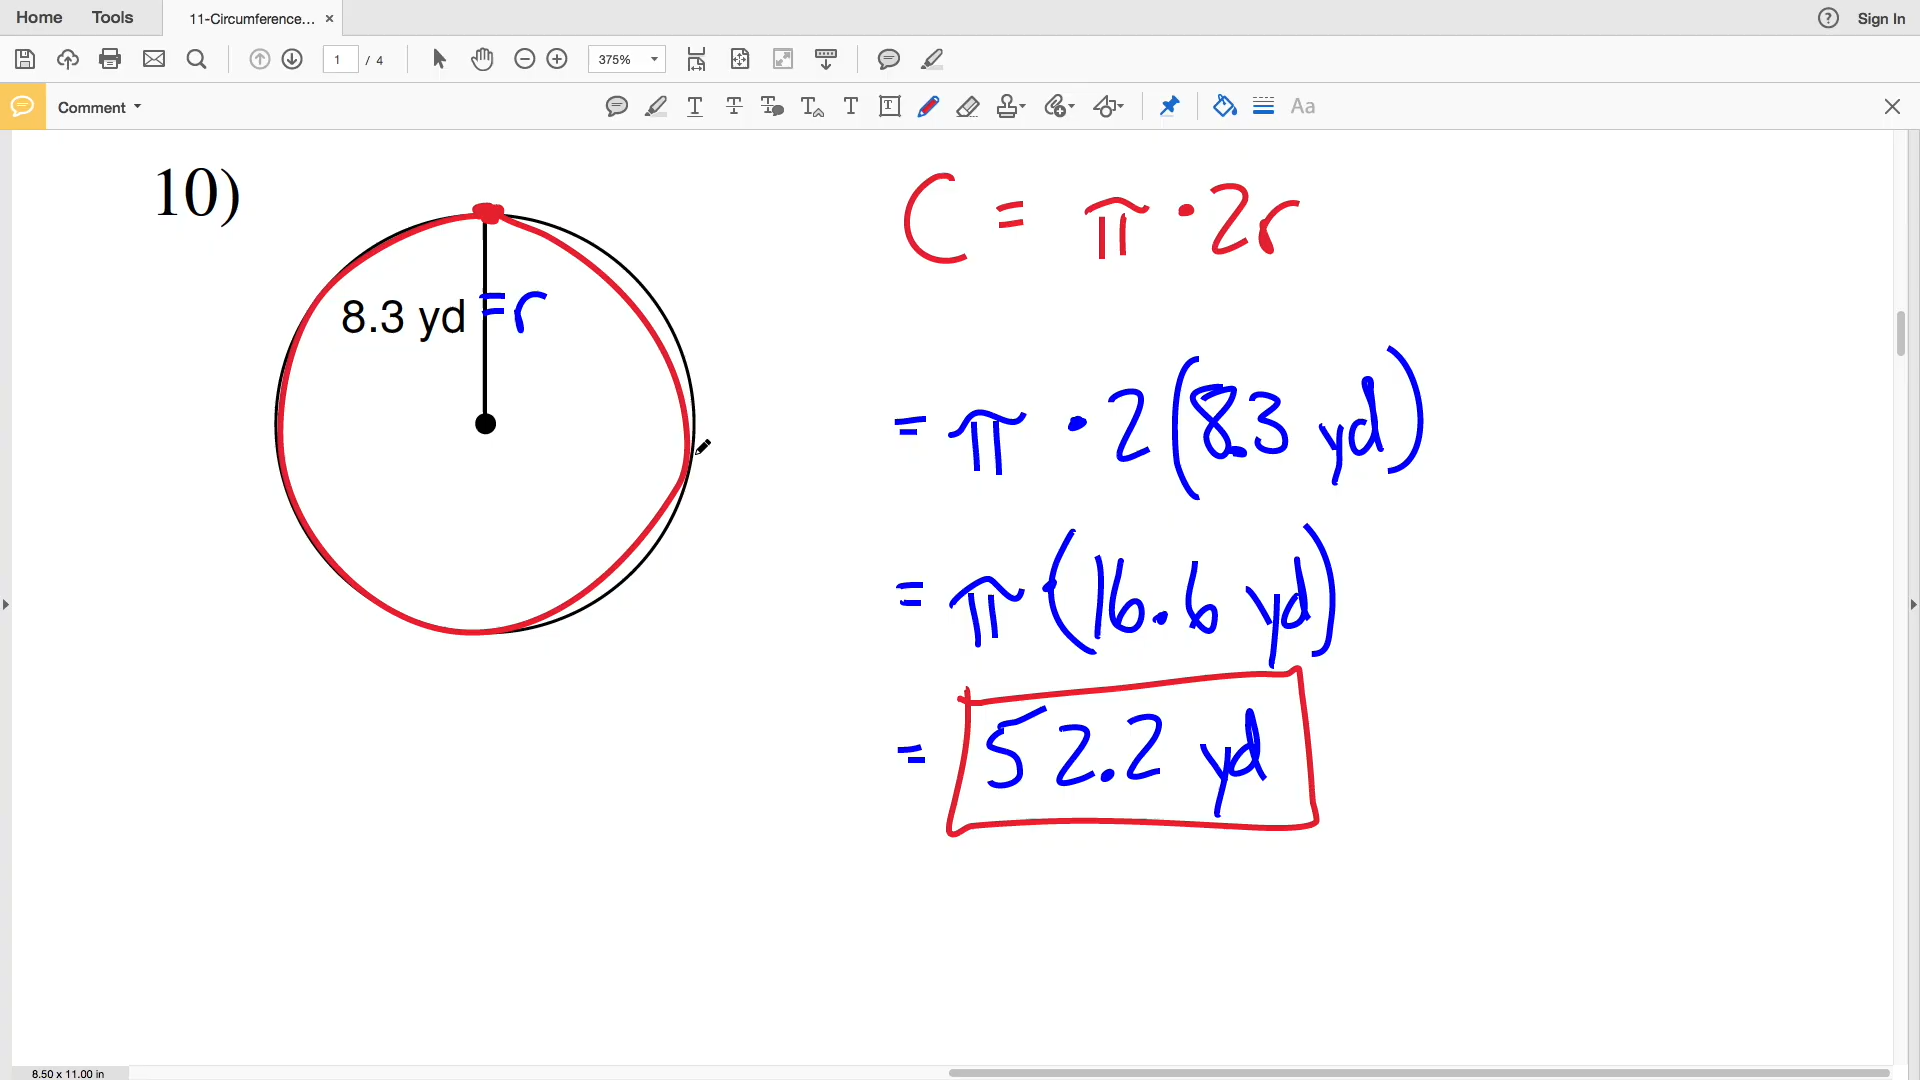 Home Tools 11-Circumference... × Sign In
1 / 4 375%
Comment Aa
10)
8.3 yd = r
C = π · 2r
= π · 2(8.3 yd)
= π · (16.6 yd)
= 52.2 yd
8.50 x 11.00 in